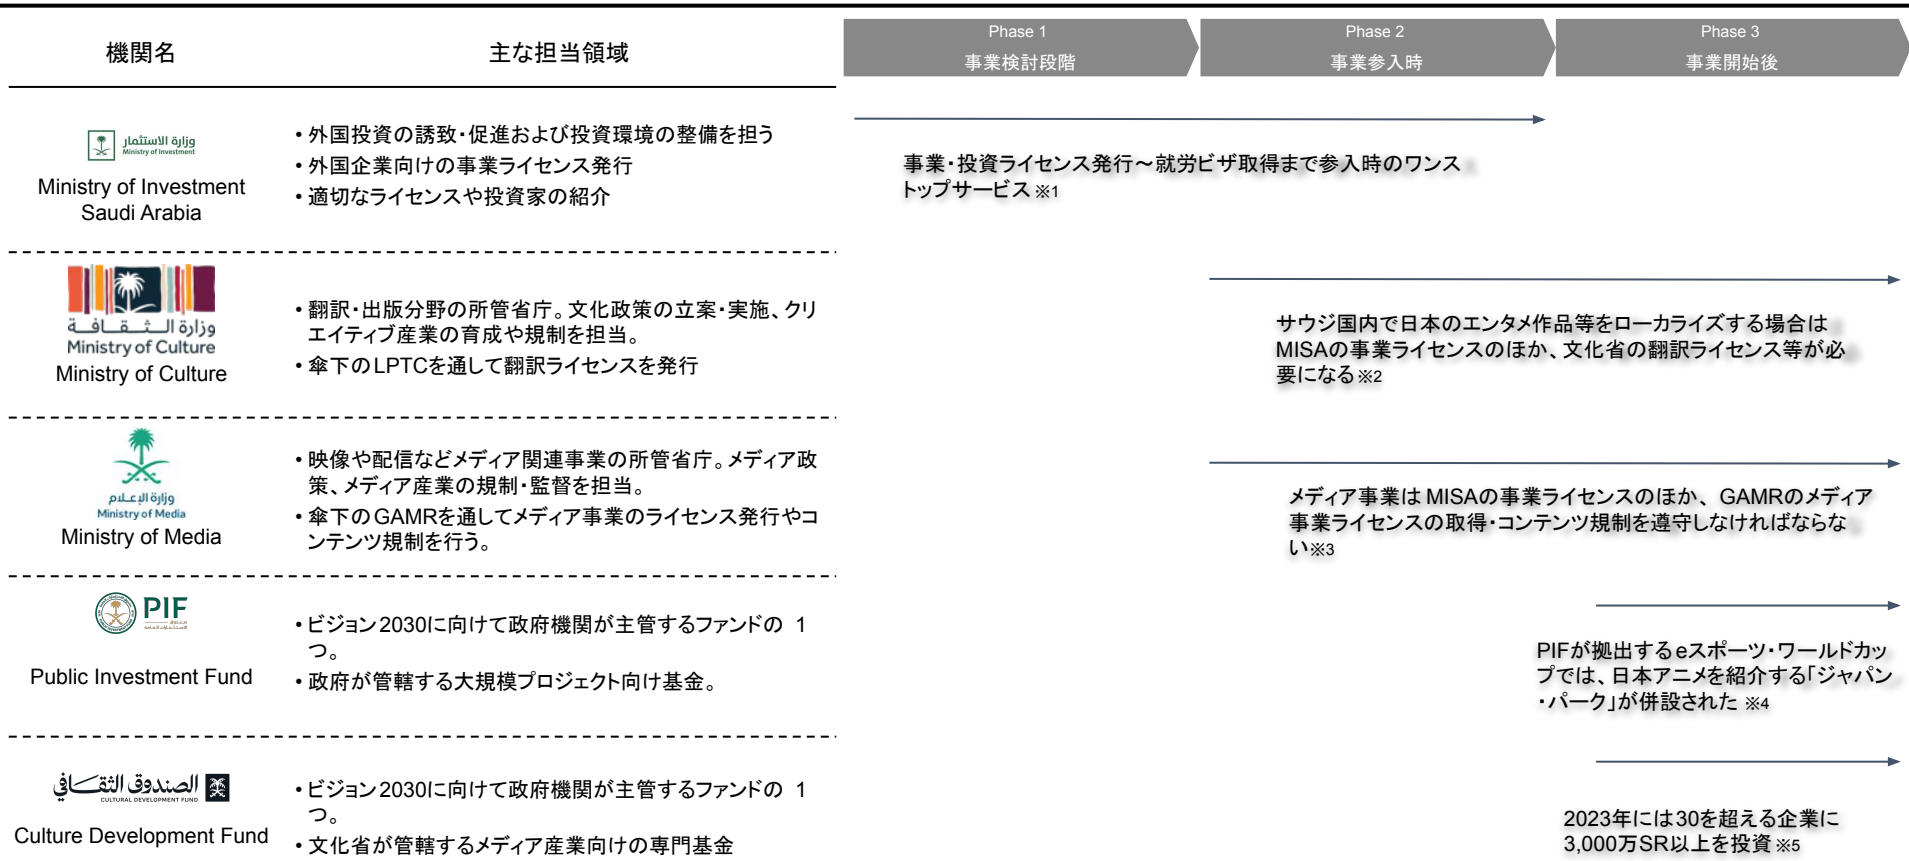 機関名
主な担当領域
Phase 1
事業検討段階
Phase 2
事業参入時
Phase 3
事業開始後
وزارة الاستثمار
Ministry of Investment
Ministry of Investment
Saudi Arabia
• 外国投資の誘致・促進および投資環境の整備を担う
• 外国企業向けの事業ライセンス発行
• 適切なライセンスや投資家の紹介
事業・投資ライセンス発行～就労ビザ取得まで参入時のワンス
トップサービス※1
وزارة الثقافة
Ministry of Culture
Ministry of Culture
• 翻訳・出版分野の所管省庁。文化政策の立案・実施、クリ
エイティブ産業の育成や規制を担当。
• 傘下のLPTCを通して翻訳ライセンスを発行
サウジ国内で日本のエンタメ作品等をローカライズする場合は
MISAの事業ライセンスのほか、文化省の翻訳ライセンス等が必
要になる※2
وزارة الإعلام
Ministry of Media
Ministry of Media
• 映像や配信などメディア関連事業の所管省庁。メディア政
策、メディア産業の規制・監督を担当。
• 傘下のGAMRを通してメディア事業のライセンス発行やコ
ンテンツ規制を行う。
メディア事業はMISAの事業ライセンスのほか、GAMRのメディア
事業ライセンスの取得・コンテンツ規制を遵守しなければならな
い※3
PIF
صندوق الاستثمارات العامة
Public Investment Fund
• ビジョン2030に向けて政府機関が主管するファンドの 1
つ。
• 政府が管轄する大規模プロジェクト向け基金。
PIFが拠出するeスポーツ・ワールドカッ
プでは、日本アニメを紹介する「ジャパン
・パーク」が併設された ※4
الصندوق الثقافي
CULTURAL DEVELOPMENT FUND
Culture Development Fund
• ビジョン2030に向けて政府機関が主管するファンドの 1
つ。
• 文化省が管轄するメディア産業向けの専門基金
2023年には30を超える企業に
3,000万SR以上を投資※5